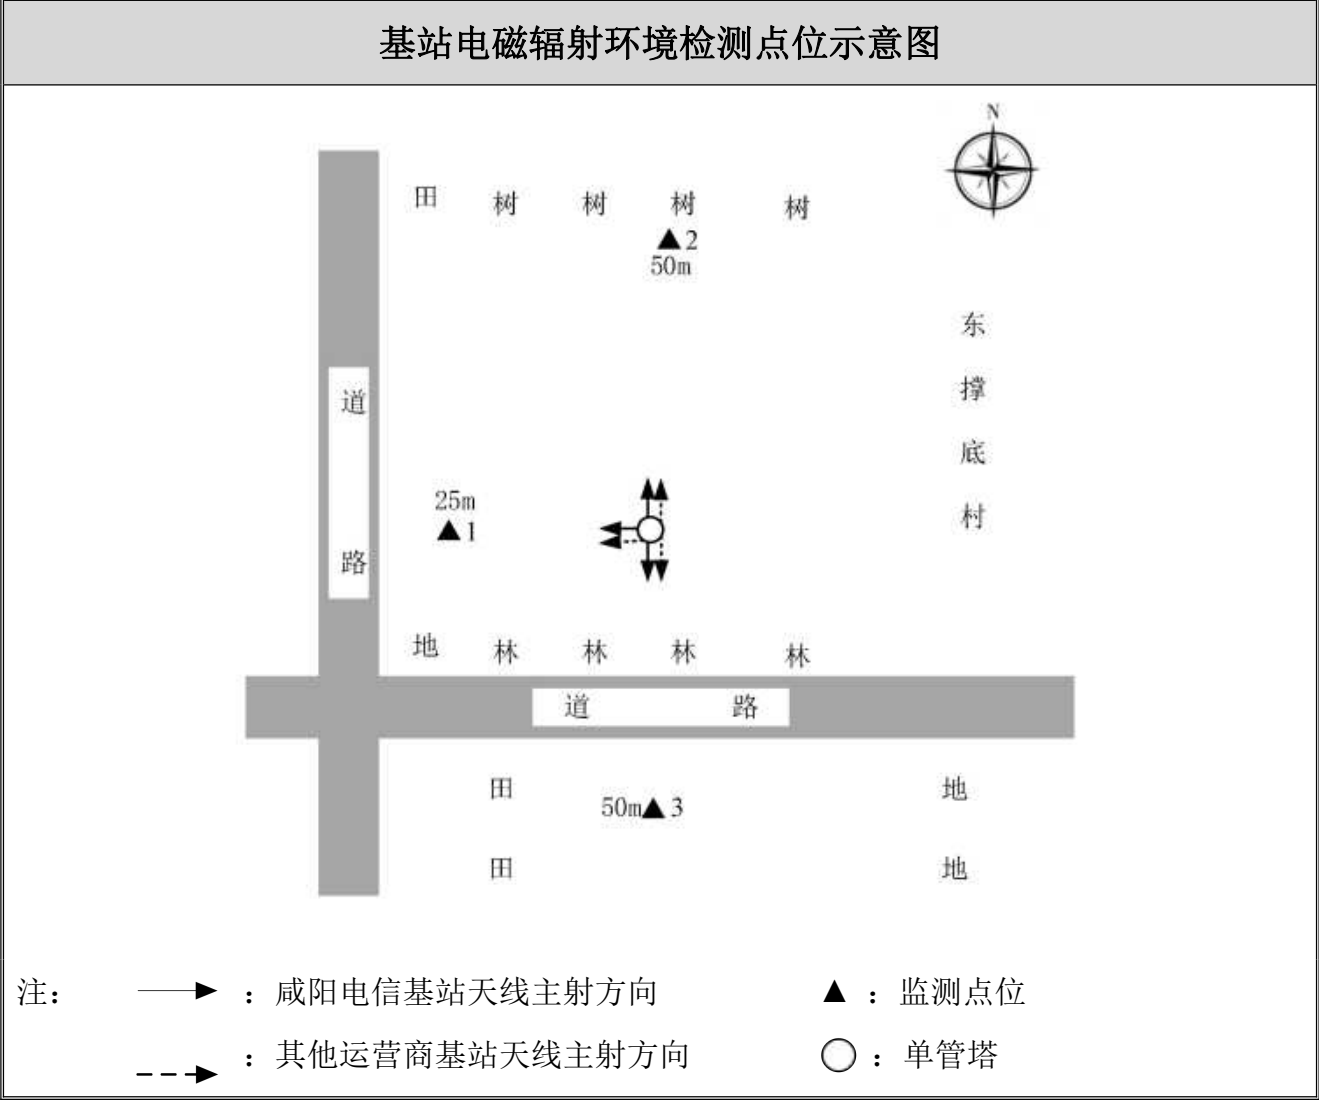 基站电磁辐射环境检测点位示意图
N
田 树 树 树 树
▲2
50m
东
撑
底
村
道
路
25m
▲1
地 林 林 林 林
道 路
田 50m▲3 地
田 地
注： ：咸阳电信基站天线主射方向 ▲：监测点位
：其他运营商基站天线主射方向 ：单管塔